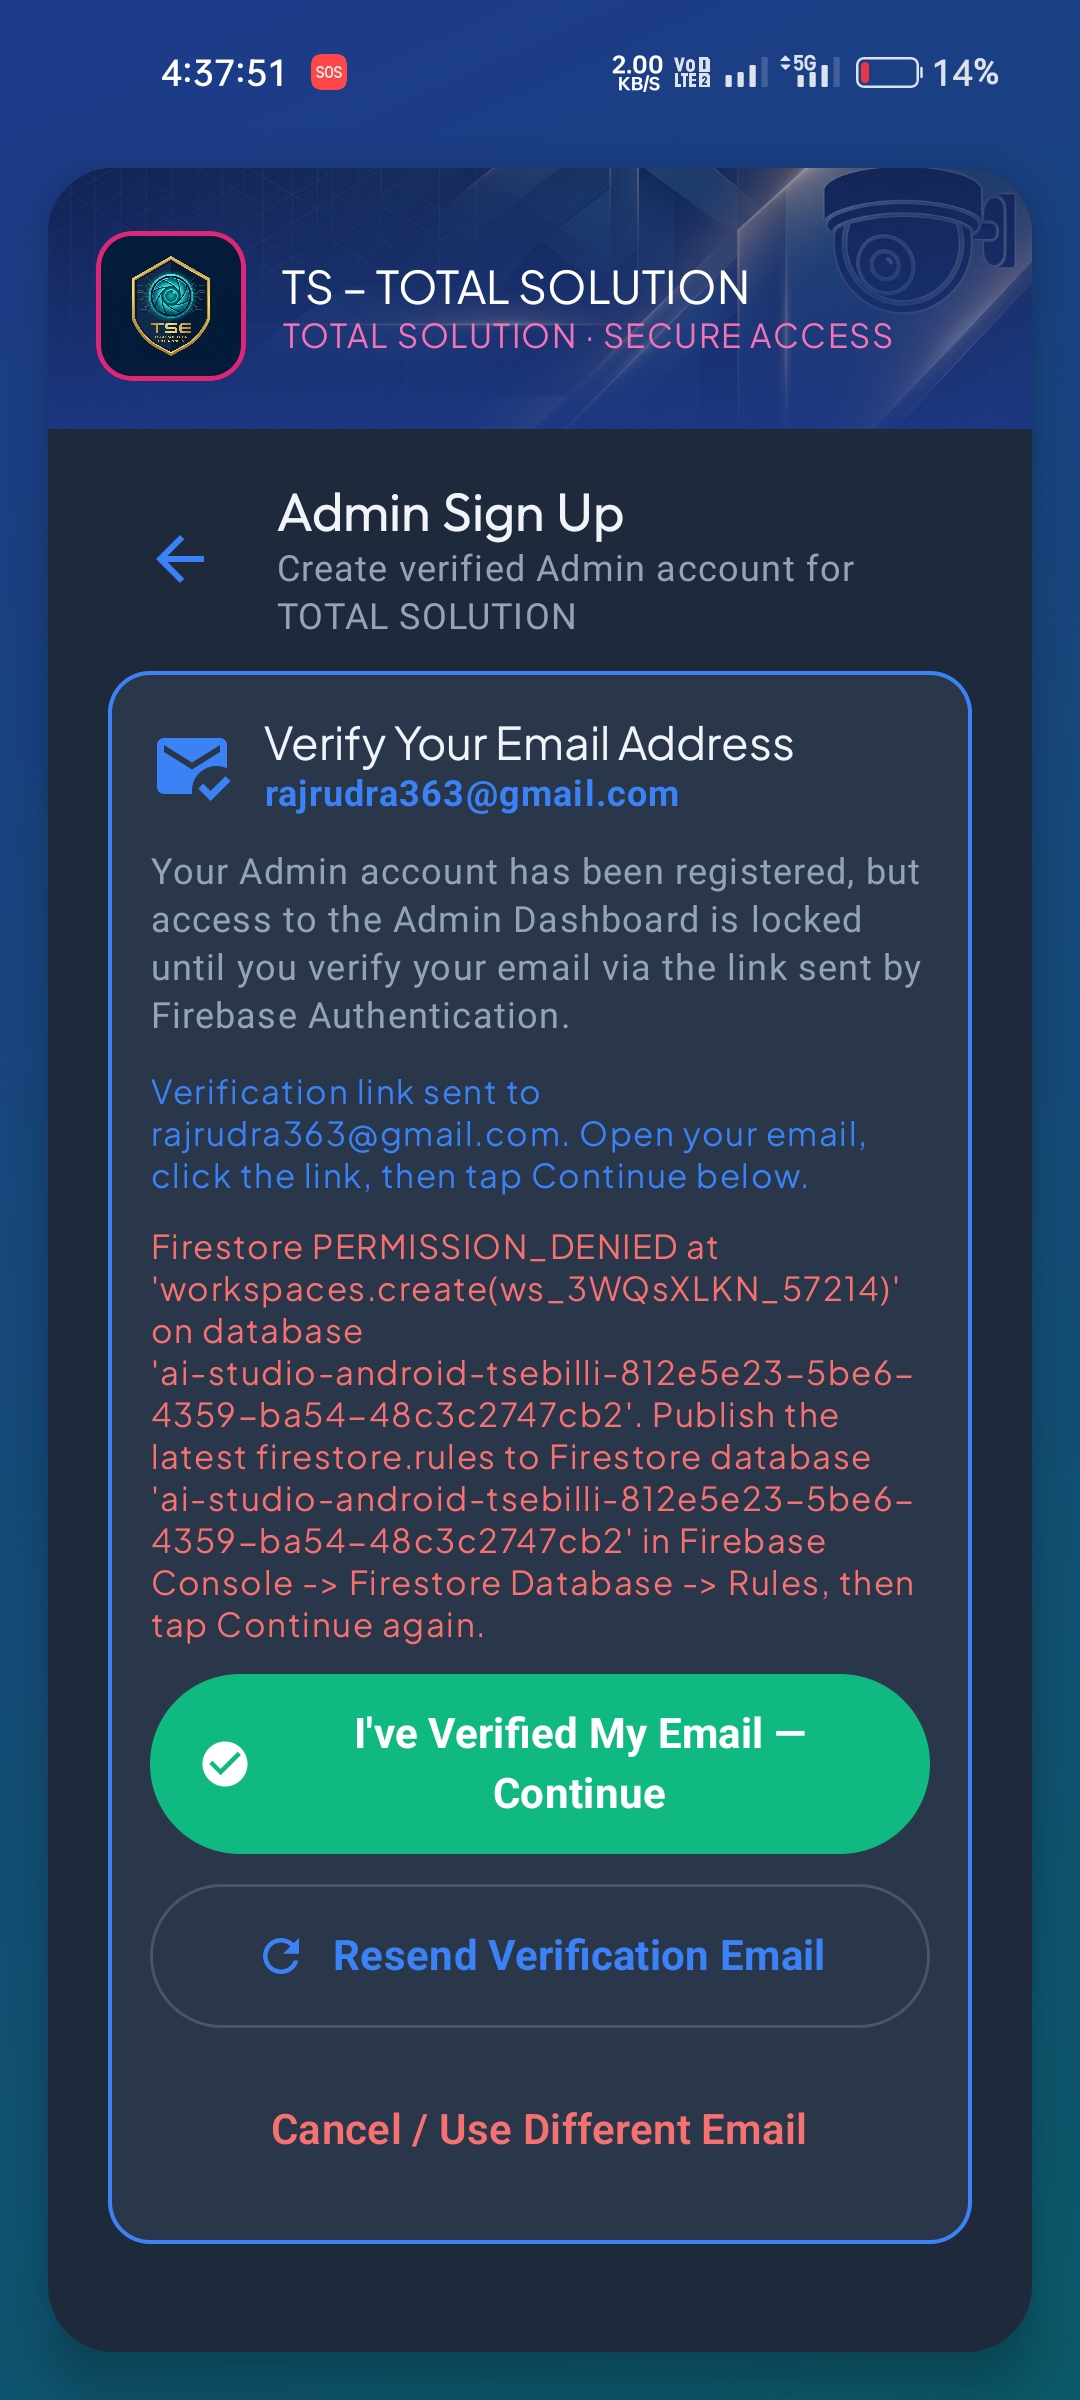 4:37:51
SOS
2.00
KB/S
Vo 1
LTE 2
5G
14%
TSE
TS – TOTAL SOLUTION
TOTAL SOLUTION · SECURE ACCESS
Admin Sign Up
Create verified Admin account for
TOTAL SOLUTION
Verify Your Email Address
rajrudra363@gmail.com
Your Admin account has been registered, but
access to the Admin Dashboard is locked
until you verify your email via the link sent by
Firebase Authentication.
Verification link sent to
rajrudra363@gmail.com. Open your email,
click the link, then tap Continue below.
Firestore PERMISSION_DENIED at
'workspaces.create(ws_3WQsXLKN_57214)'
on database
'ai-studio-android-tsebilli-812e5e23-5be6-
4359-ba54-48c3c2747cb2'. Publish the
latest firestore.rules to Firestore database
'ai-studio-android-tsebilli-812e5e23-5be6-
4359-ba54-48c3c2747cb2' in Firebase
Console -> Firestore Database -> Rules, then
tap Continue again.
I've Verified My Email —
Continue
Resend Verification Email
Cancel / Use Different Email